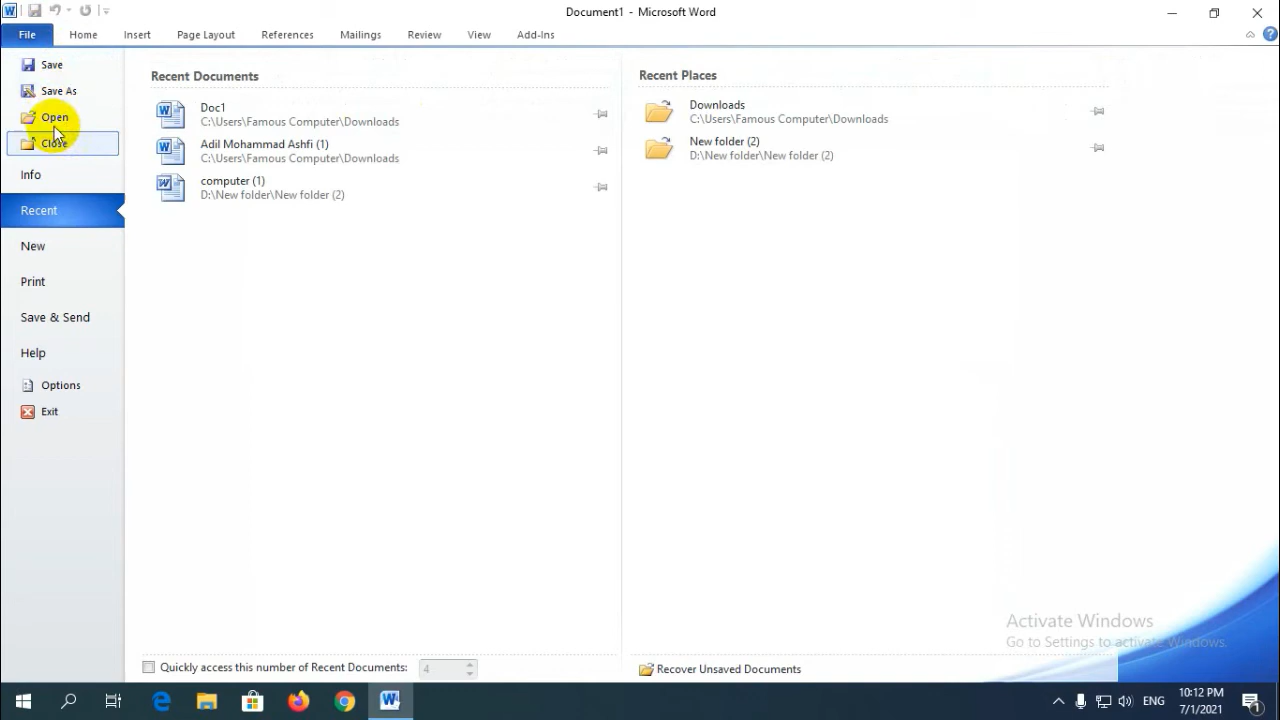 Document1 - Microsoft Word
File Home Insert Page Layout References Mailings Review View Add-Ins
Save
Save As
Open
Close
Info
Recent
New
Print
Save & Send
Help
Options
Exit
Recent Documents
Doc1
C:\Users\Famous Computer\Downloads
Adil Mohammad Ashfi (1)
C:\Users\Famous Computer\Downloads
computer (1)
D:\New folder\New folder (2)
Quickly access this number of Recent Documents: 4
Recent Places
Downloads
C:\Users\Famous Computer\Downloads
New folder (2)
D:\New folder\New folder (2)
Recover Unsaved Documents
Activate Windows
Go to Settings to activate Windows.
ENG
10:12 PM
7/1/2021
1